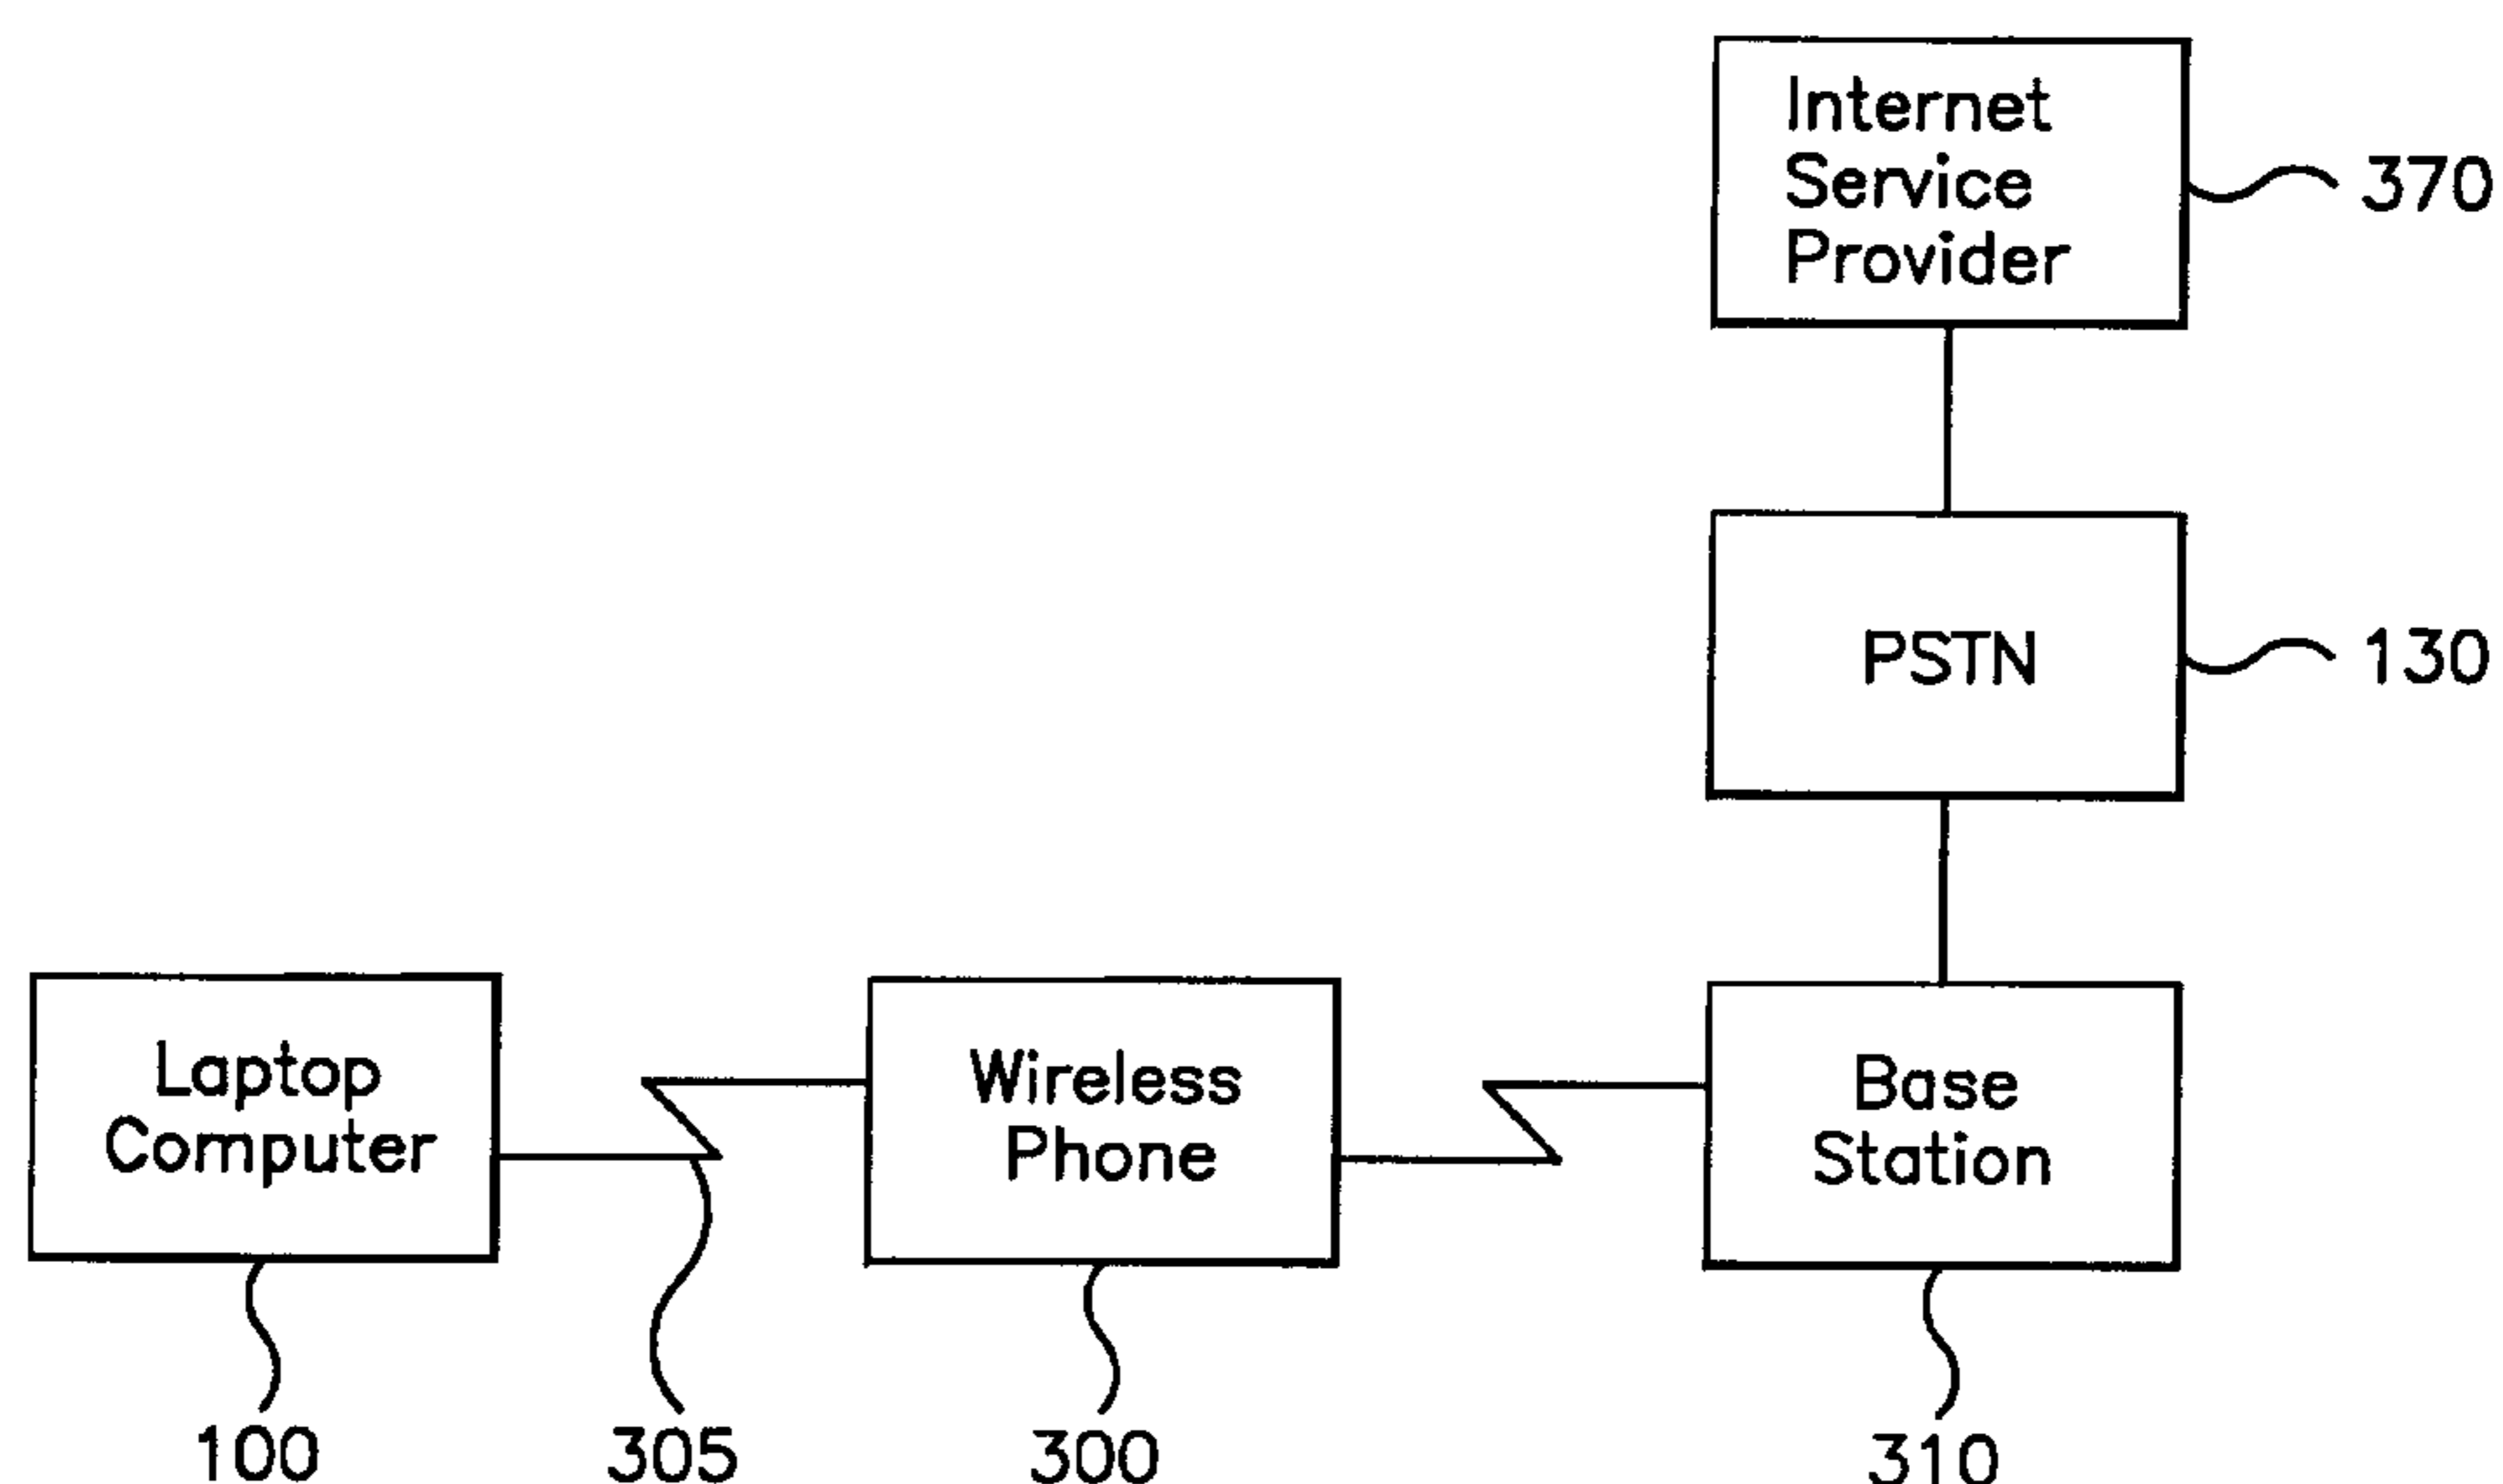 Internet
Service
Provider
370
PSTN
130
Laptop
Computer
Wireless
Phone
Base
Station
100
305
300
310